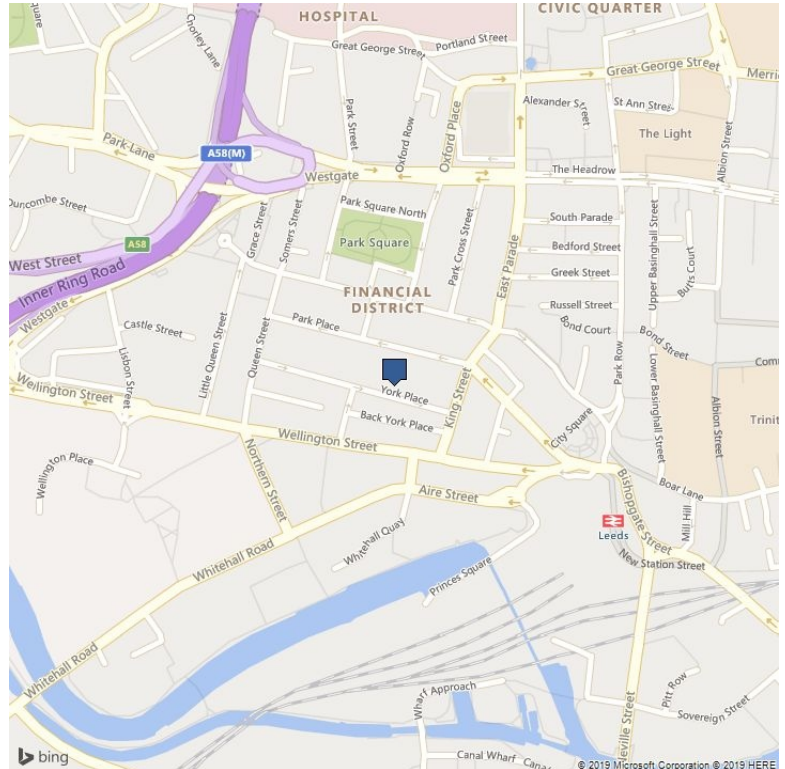 HOSPITAL
CIVIC QUARTER
Chorley Lane
Great George Street
Portland Street
Great George Street
Merri
Park Street
Oxford Row
Oxford Place
Alexander Street
St Ann Street
The Light
Albion Street
Park Lane
A58(M)
Westgate
The Headrow
Duncombe Street
Park Square North
South Parade
Grace Street
Somers Street
Park Square
Park Cross Street
East Parade
Bedford Street
Upper Basinghall Street
Butts Court
A58
West Street
Inner Ring Road
Greek Street
FINANCIAL
DISTRICT
Russell Street
Bond Court
Westgate
Castle Street
Park Place
Bond Street
Park Row
Lisbon Street
Little Queen Street
Queen Street
Com
Wellington Street
York Place
King Street
Lower Basinghall Street
Albion Street
Back York Place
City Square
Trinit
Wellington Street
Wellington Place
Northern Street
Boar Lane
Aire Street
Bishopgate Street
Mill Hill
Whitehall Quay
Leeds
New Station Street
Whitehall Road
Princes Square
Whitehall Road
Wharf Approach
Pitt Row
Sovereign Street
Neville Street
bing
Canal Wharf
Canal
© 2019 Microsoft Corporation © 2019 HERE